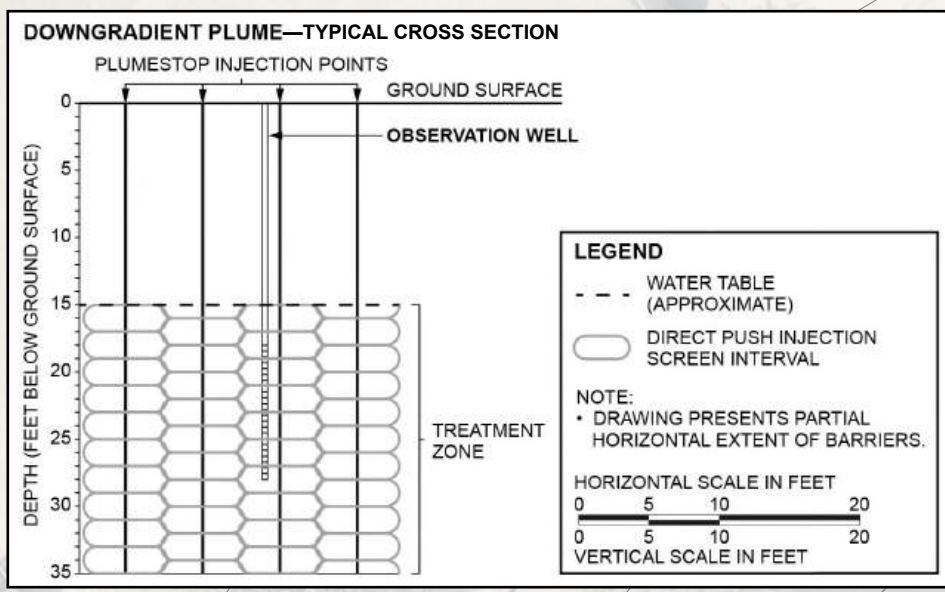 DOWNGRADIENT PLUME—TYPICAL CROSS SECTION
PLUMESTOP INJECTION POINTS
GROUND SURFACE
OBSERVATION WELL
DEPTH (FEET BELOW GROUND SURFACE)
0
5
10
15
20
25
30
35
TREATMENT
ZONE
LEGEND
WATER TABLE
(APPROXIMATE)
DIRECT PUSH INJECTION
SCREEN INTERVAL
NOTE:
• DRAWING PRESENTS PARTIAL
HORIZONTAL EXTENT OF BARRIERS.
HORIZONTAL SCALE IN FEET
0 5 10 20
0 5 10 20
VERTICAL SCALE IN FEET